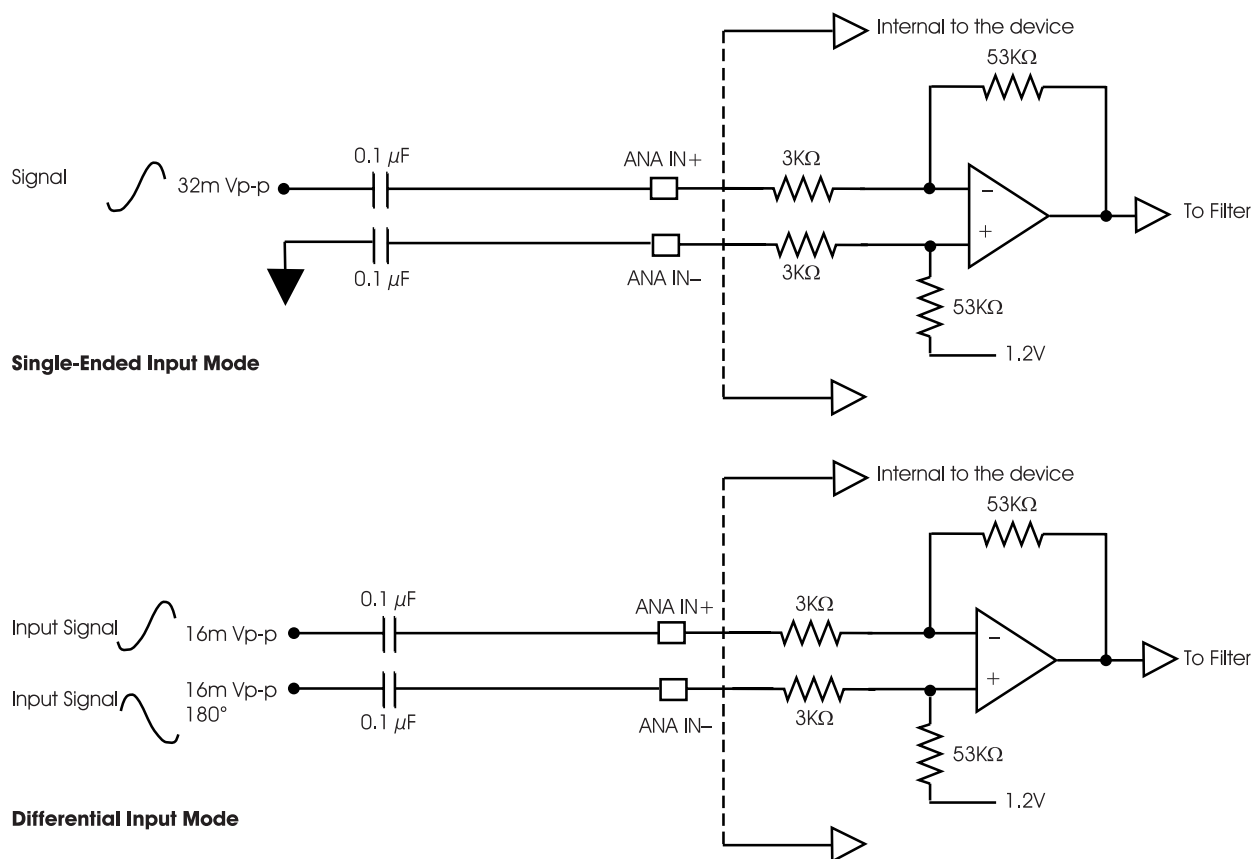 Internal to the device
53KΩ
0.1 µF
ANA IN+
3KΩ
Signal
32m Vp-p
−
To Filter
+
0.1 µF
ANA IN–
3KΩ
53KΩ
1.2V
Single-Ended Input Mode
Internal to the device
53KΩ
0.1 µF
ANA IN+
3KΩ
Input Signal
16m Vp-p
−
To Filter
Input Signal
16m Vp-p
180°
+
0.1 µF
ANA IN–
3KΩ
53KΩ
1.2V
Differential Input Mode